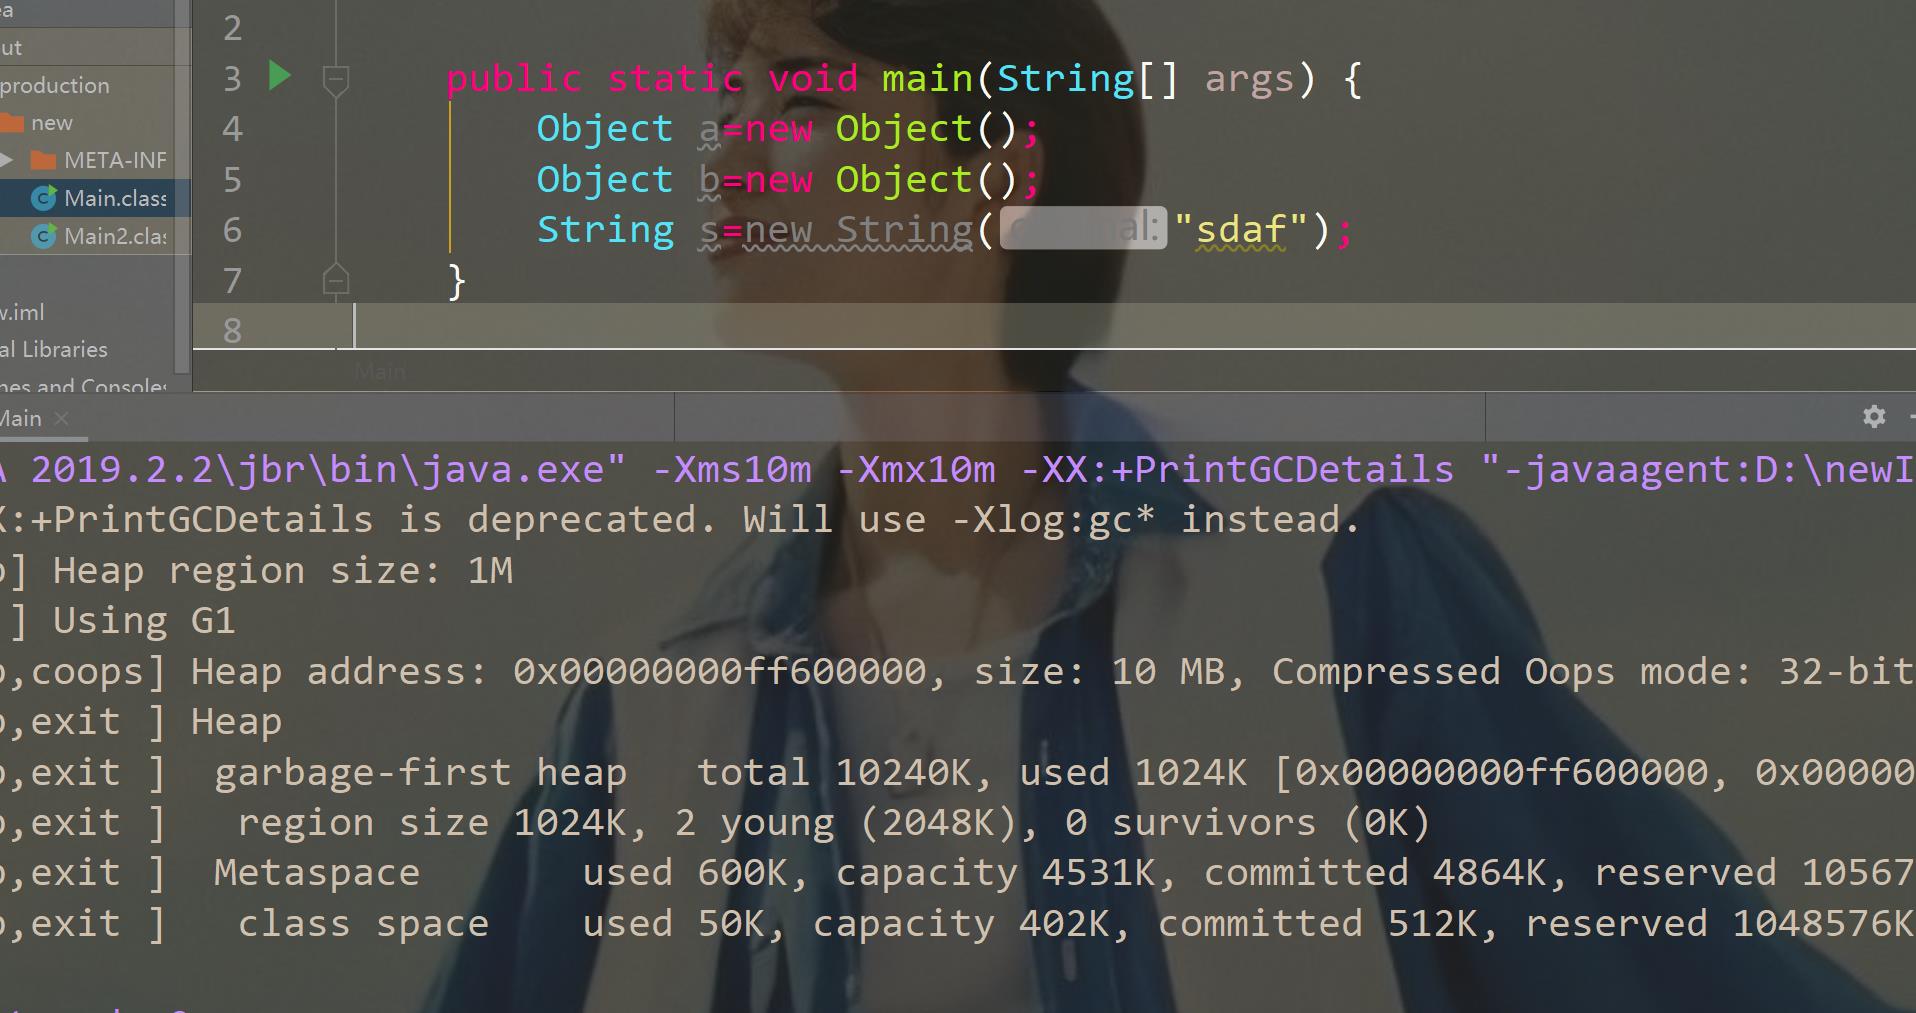 ea
ut
production
new
META-INF
Main.class
Main2.clas
w.iml
al Libraries
hes and Consoles
2
3 public static void main(String[] args) {
4 Object a=new Object();
5 Object b=new Object();
6 String s=new String( "sdaf");
7 }
8
Main
Main
A 2019.2.2\jbr\bin\java.exe" -Xms10m -Xmx10m -XX:+PrintGCDetails "-javaagent:D:\newI
X:+PrintGCDetails is deprecated. Will use -Xlog:gc* instead.
p] Heap region size: 1M
] Using G1
p,coops] Heap address: 0x00000000ff600000, size: 10 MB, Compressed Oops mode: 32-bit
p,exit ] Heap
p,exit ] garbage-first heap total 10240K, used 1024K [0x00000000ff600000, 0x00000
p,exit ] region size 1024K, 2 young (2048K), 0 survivors (0K)
p,exit ] Metaspace used 600K, capacity 4531K, committed 4864K, reserved 10567
p,exit ] class space used 50K, capacity 402K, committed 512K, reserved 1048576K